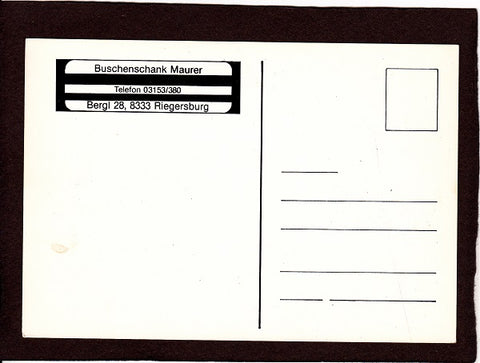 Buschenschank Maurer
Telefon 03153/380
Bergl 28, 8333 Riegersburg